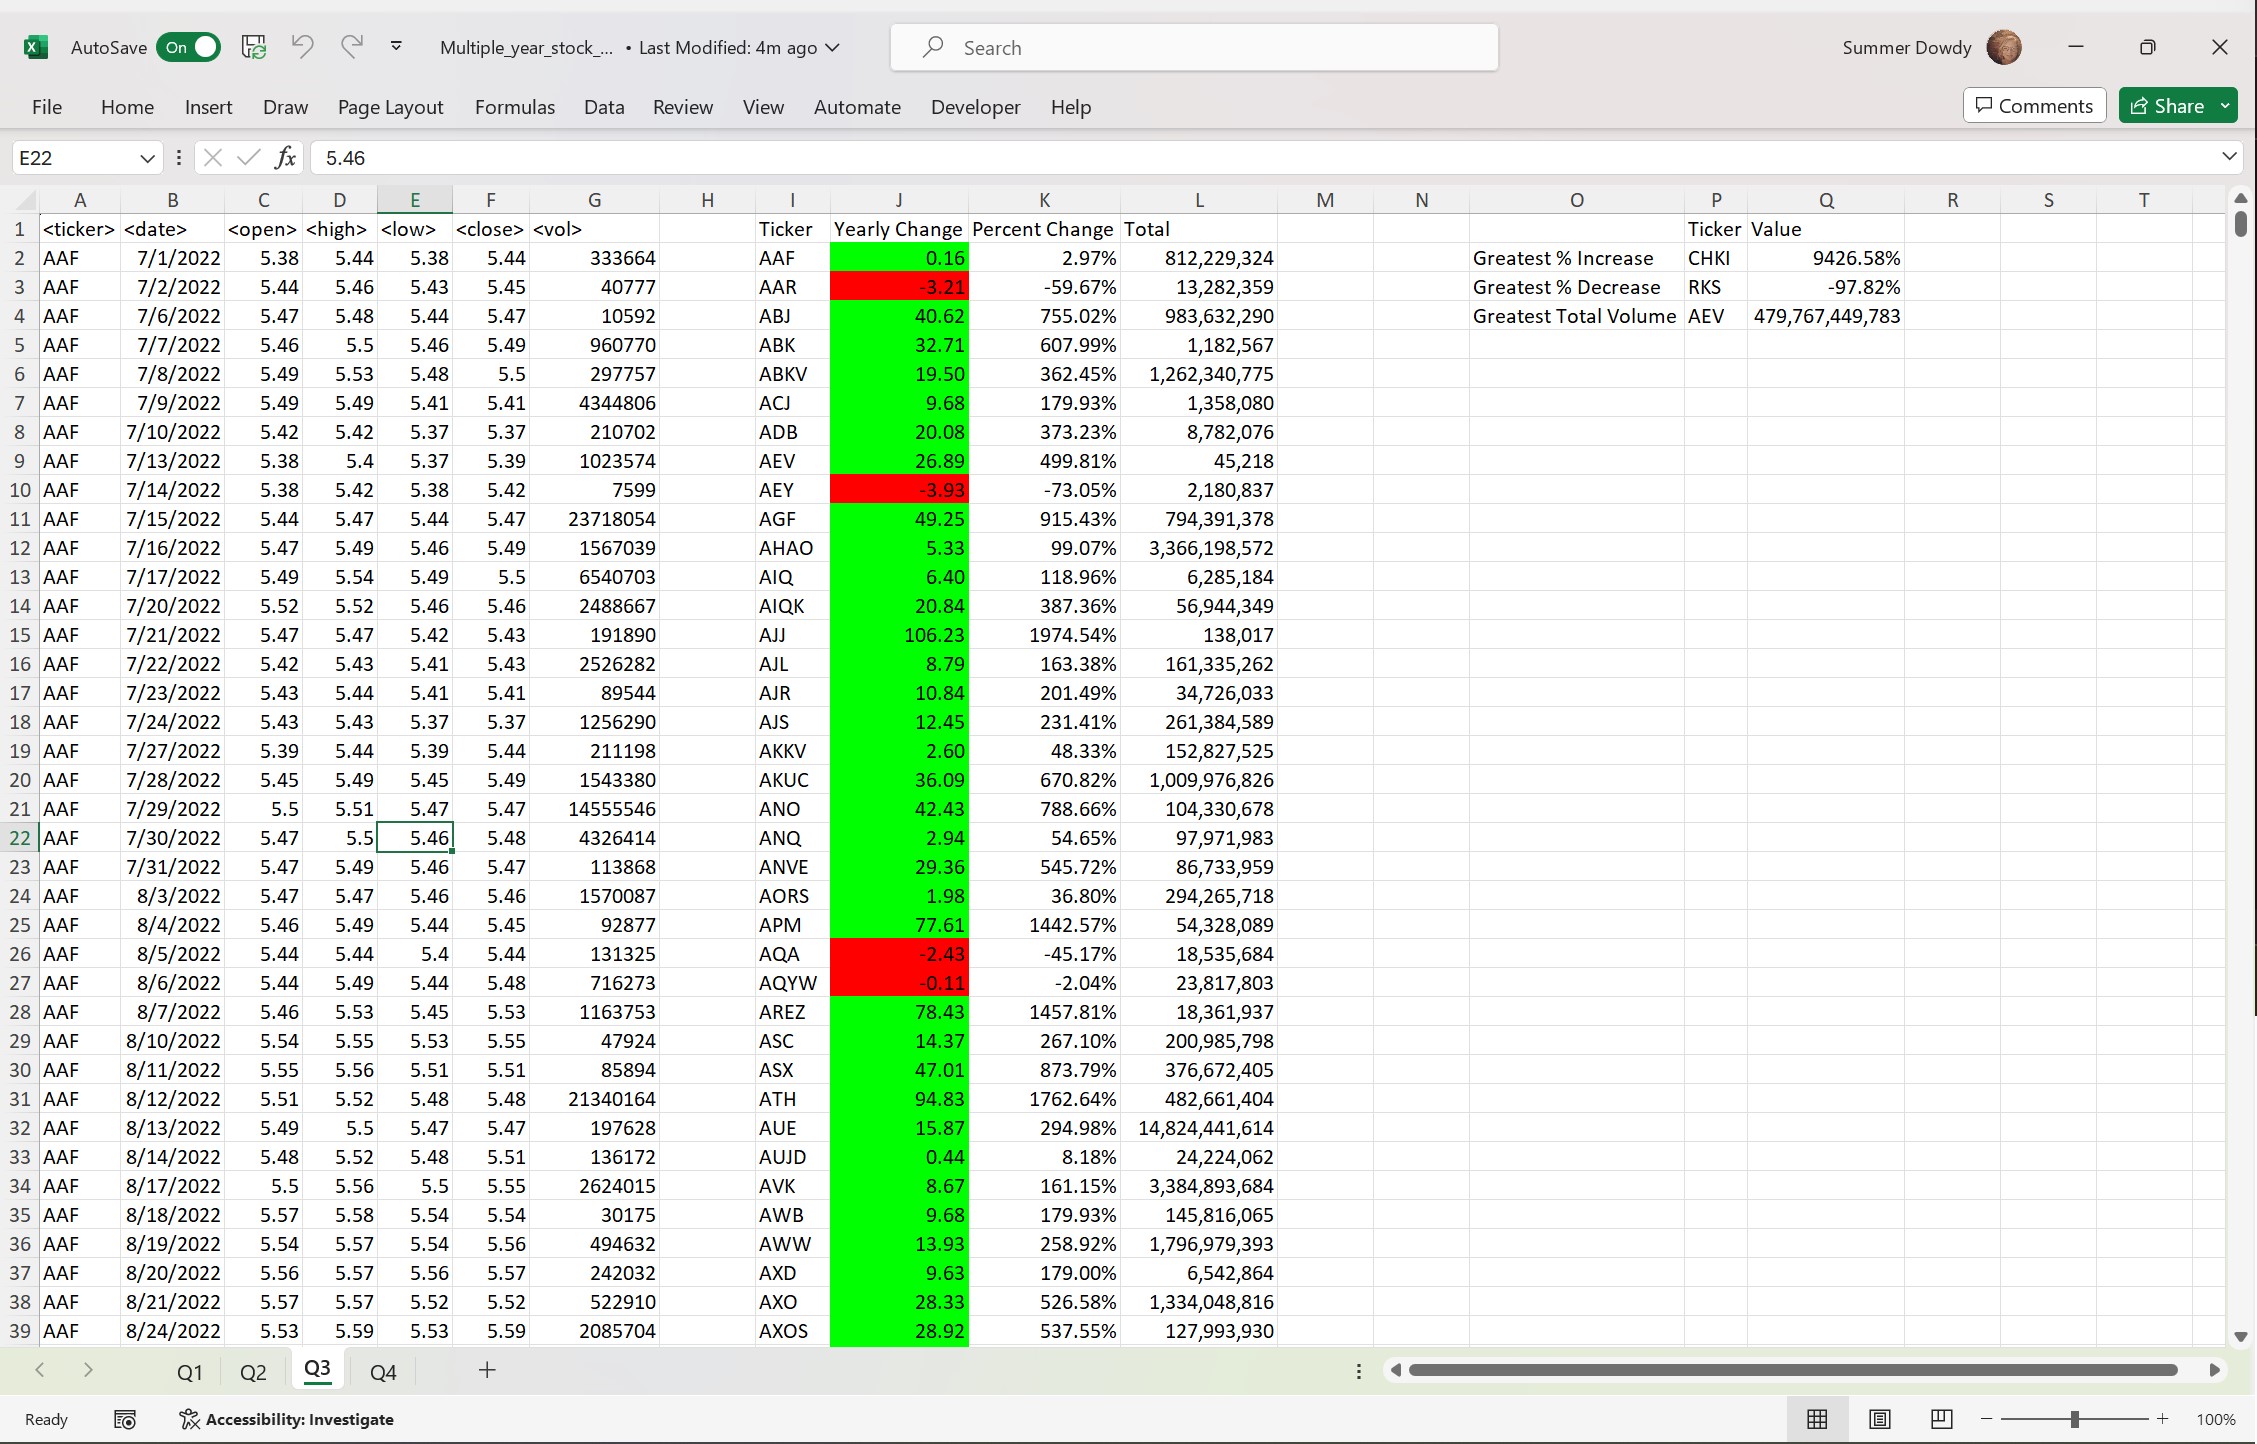 AutoSave On Multiple_year_stock_... • Last Modified: 4m ago Search Summer Dowdy
File Home Insert Draw Page Layout Formulas Data Review View Automate Developer Help Comments Share
E22 fx 5.46
A B C D E F G H I J K L M N O P Q R S T
1 <ticker> <date> <open> <high> <low> <close> <vol> Ticker Yearly Change Percent Change Total Ticker Value
2 AAF 7/1/2022 5.38 5.44 5.38 5.44 333664 AAF 0.16 2.97% 812,229,324 Greatest % Increase CHKI 9426.58%
3 AAF 7/2/2022 5.44 5.46 5.43 5.45 40777 AAR -3.21 -59.67% 13,282,359 Greatest % Decrease RKS -97.82%
4 AAF 7/6/2022 5.47 5.48 5.44 5.47 10592 ABJ 40.62 755.02% 983,632,290 Greatest Total Volume AEV 479,767,449,783
5 AAF 7/7/2022 5.46 5.5 5.46 5.49 960770 ABK 32.71 607.99% 1,182,567
6 AAF 7/8/2022 5.49 5.53 5.48 5.5 297757 ABKV 19.50 362.45% 1,262,340,775
7 AAF 7/9/2022 5.49 5.49 5.41 5.41 4344806 ACJ 9.68 179.93% 1,358,080
8 AAF 7/10/2022 5.42 5.42 5.37 5.37 210702 ADB 20.08 373.23% 8,782,076
9 AAF 7/13/2022 5.38 5.4 5.37 5.39 1023574 AEV 26.89 499.81% 45,218
10 AAF 7/14/2022 5.38 5.42 5.38 5.42 7599 AEY -3.93 -73.05% 2,180,837
11 AAF 7/15/2022 5.44 5.47 5.44 5.47 23718054 AGF 49.25 915.43% 794,391,378
12 AAF 7/16/2022 5.47 5.49 5.46 5.49 1567039 AHAO 5.33 99.07% 3,366,198,572
13 AAF 7/17/2022 5.49 5.54 5.49 5.5 6540703 AIQ 6.40 118.96% 6,285,184
14 AAF 7/20/2022 5.52 5.52 5.46 5.46 2488667 AIQK 20.84 387.36% 56,944,349
15 AAF 7/21/2022 5.47 5.47 5.42 5.43 191890 AJJ 106.23 1974.54% 138,017
16 AAF 7/22/2022 5.42 5.43 5.41 5.43 2526282 AJL 8.79 163.38% 161,335,262
17 AAF 7/23/2022 5.43 5.44 5.41 5.41 89544 AJR 10.84 201.49% 34,726,033
18 AAF 7/24/2022 5.43 5.43 5.37 5.37 1256290 AJS 12.45 231.41% 261,384,589
19 AAF 7/27/2022 5.39 5.44 5.39 5.44 211198 AKKV 2.60 48.33% 152,827,525
20 AAF 7/28/2022 5.45 5.49 5.45 5.49 1543380 AKUC 36.09 670.82% 1,009,976,826
21 AAF 7/29/2022 5.5 5.51 5.47 5.47 14555546 ANO 42.43 788.66% 104,330,678
22 AAF 7/30/2022 5.47 5.5 5.46 5.48 4326414 ANQ 2.94 54.65% 97,971,983
23 AAF 7/31/2022 5.47 5.49 5.46 5.47 113868 ANVE 29.36 545.72% 86,733,959
24 AAF 8/3/2022 5.47 5.47 5.46 5.46 1570087 AORS 1.98 36.80% 294,265,718
25 AAF 8/4/2022 5.46 5.49 5.44 5.45 92877 APM 77.61 1442.57% 54,328,089
26 AAF 8/5/2022 5.44 5.44 5.4 5.44 131325 AQA -2.43 -45.17% 18,535,684
27 AAF 8/6/2022 5.44 5.49 5.44 5.48 716273 AQYW -0.11 -2.04% 23,817,803
28 AAF 8/7/2022 5.46 5.53 5.45 5.53 1163753 AREZ 78.43 1457.81% 18,361,937
29 AAF 8/10/2022 5.54 5.55 5.53 5.55 47924 ASC 14.37 267.10% 200,985,798
30 AAF 8/11/2022 5.55 5.56 5.51 5.51 85894 ASX 47.01 873.79% 376,672,405
31 AAF 8/12/2022 5.51 5.52 5.48 5.48 21340164 ATH 94.83 1762.64% 482,661,404
32 AAF 8/13/2022 5.49 5.5 5.47 5.47 197628 AUE 15.87 294.98% 14,824,441,614
33 AAF 8/14/2022 5.48 5.52 5.48 5.51 136172 AUJD 0.44 8.18% 24,224,062
34 AAF 8/17/2022 5.5 5.56 5.5 5.55 2624015 AVK 8.67 161.15% 3,384,893,684
35 AAF 8/18/2022 5.57 5.58 5.54 5.54 30175 AWB 9.68 179.93% 145,816,065
36 AAF 8/19/2022 5.54 5.57 5.54 5.56 494632 AWW 13.93 258.92% 1,796,979,393
37 AAF 8/20/2022 5.56 5.57 5.56 5.57 242032 AXD 9.63 179.00% 6,542,864
38 AAF 8/21/2022 5.57 5.57 5.52 5.52 522910 AXO 28.33 526.58% 1,334,048,816
39 AAF 8/24/2022 5.53 5.59 5.53 5.59 2085704 AXOS 28.92 537.55% 127,993,930
Q1 Q2 Q3 Q4 +
Ready Accessibility: Investigate 100%